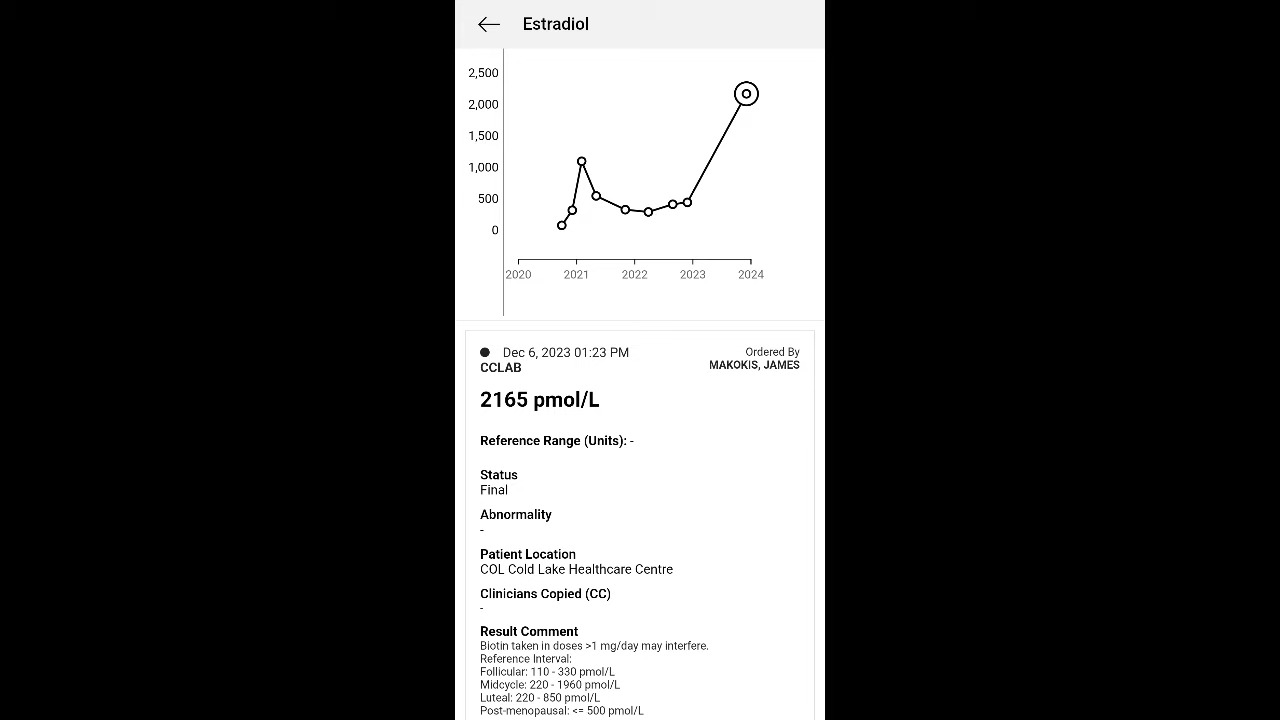 Estradiol
2,500
2,000
1,500
1,000
500
0
2020 2021 2022 2023 2024
Dec 6, 2023 01:23 PM
CCLAB
Ordered By
MAKOKIS, JAMES
2165 pmol/L
Reference Range (Units): -
Status
Final
Abnormality
-
Patient Location
COL Cold Lake Healthcare Centre
Clinicians Copied (CC)
-
Result Comment
Biotin taken in doses >1 mg/day may interfere.
Reference Interval:
Follicular: 110 - 330 pmol/L
Midcycle: 220 - 1960 pmol/L
Luteal: 220 - 850 pmol/L
Post-menopausal: <= 500 pmol/L